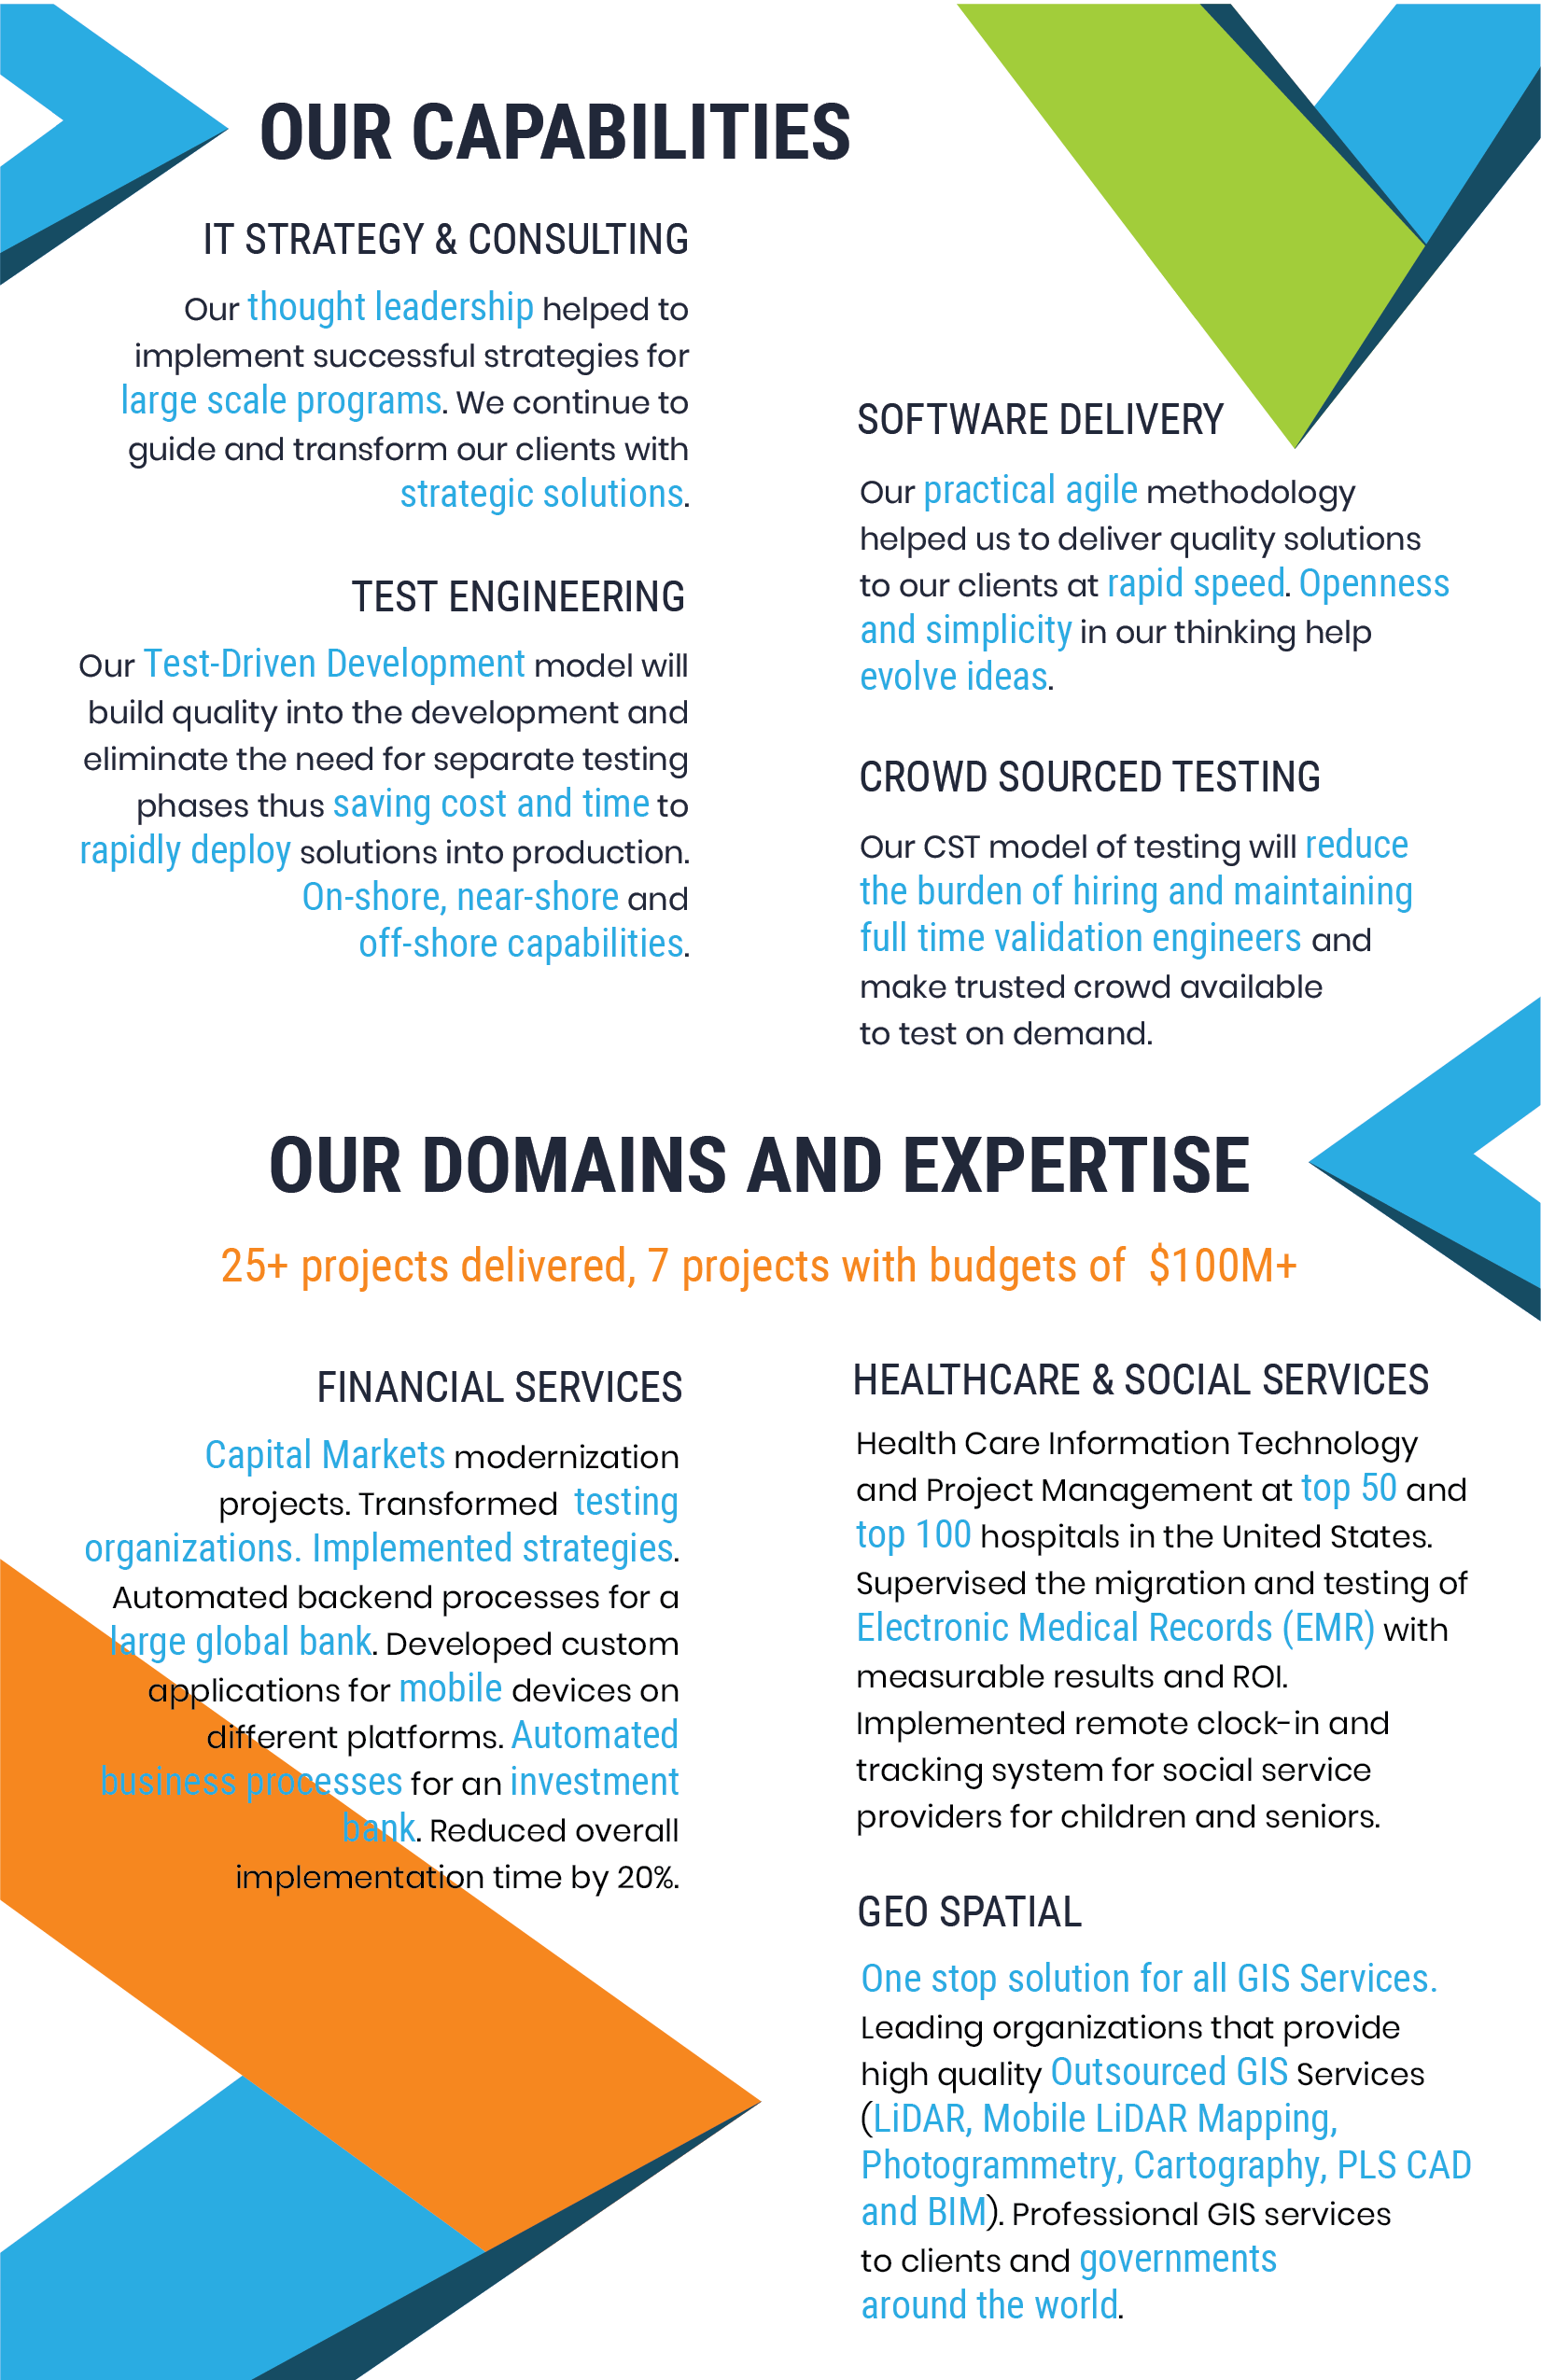 OUR CAPABILITIES
IT STRATEGY & CONSULTING
Our thought leadership helped to
implement successful strategies for
large scale programs. We continue to
guide and transform our clients with
strategic solutions.
TEST ENGINEERING
Our Test-Driven Development model will
build quality into the development and
eliminate the need for separate testing
phases thus saving cost and time to
rapidly deploy solutions into production.
On-shore, near-shore and
off-shore capabilities.
SOFTWARE DELIVERY
Our practical agile methodology
helped us to deliver quality solutions
to our clients at rapid speed. Openness
and simplicity in our thinking help
evolve ideas.
CROWD SOURCED TESTING
Our CST model of testing will reduce
the burden of hiring and maintaining
full time validation engineers and
make trusted crowd available
to test on demand.
OUR DOMAINS AND EXPERTISE
25+ projects delivered, 7 projects with budgets of $100M+
FINANCIAL SERVICES
Capital Markets modernization
projects. Transformed testing
organizations. Implemented strategies.
Automated backend processes for a
large global bank. Developed custom
applications for mobile devices on
different platforms. Automated
business processes for an investment
bank. Reduced overall
implementation time by 20%.
HEALTHCARE & SOCIAL SERVICES
Health Care Information Technology
and Project Management at top 50 and
top 100 hospitals in the United States.
Supervised the migration and testing of
Electronic Medical Records (EMR) with
measurable results and ROI.
Implemented remote clock-in and
tracking system for social service
providers for children and seniors.
GEO SPATIAL
One stop solution for all GIS Services.
Leading organizations that provide
high quality Outsourced GIS Services
(LiDAR, Mobile LiDAR Mapping,
Photogrammetry, Cartography, PLS CAD
and BIM). Professional GIS services
to clients and governments
around the world.